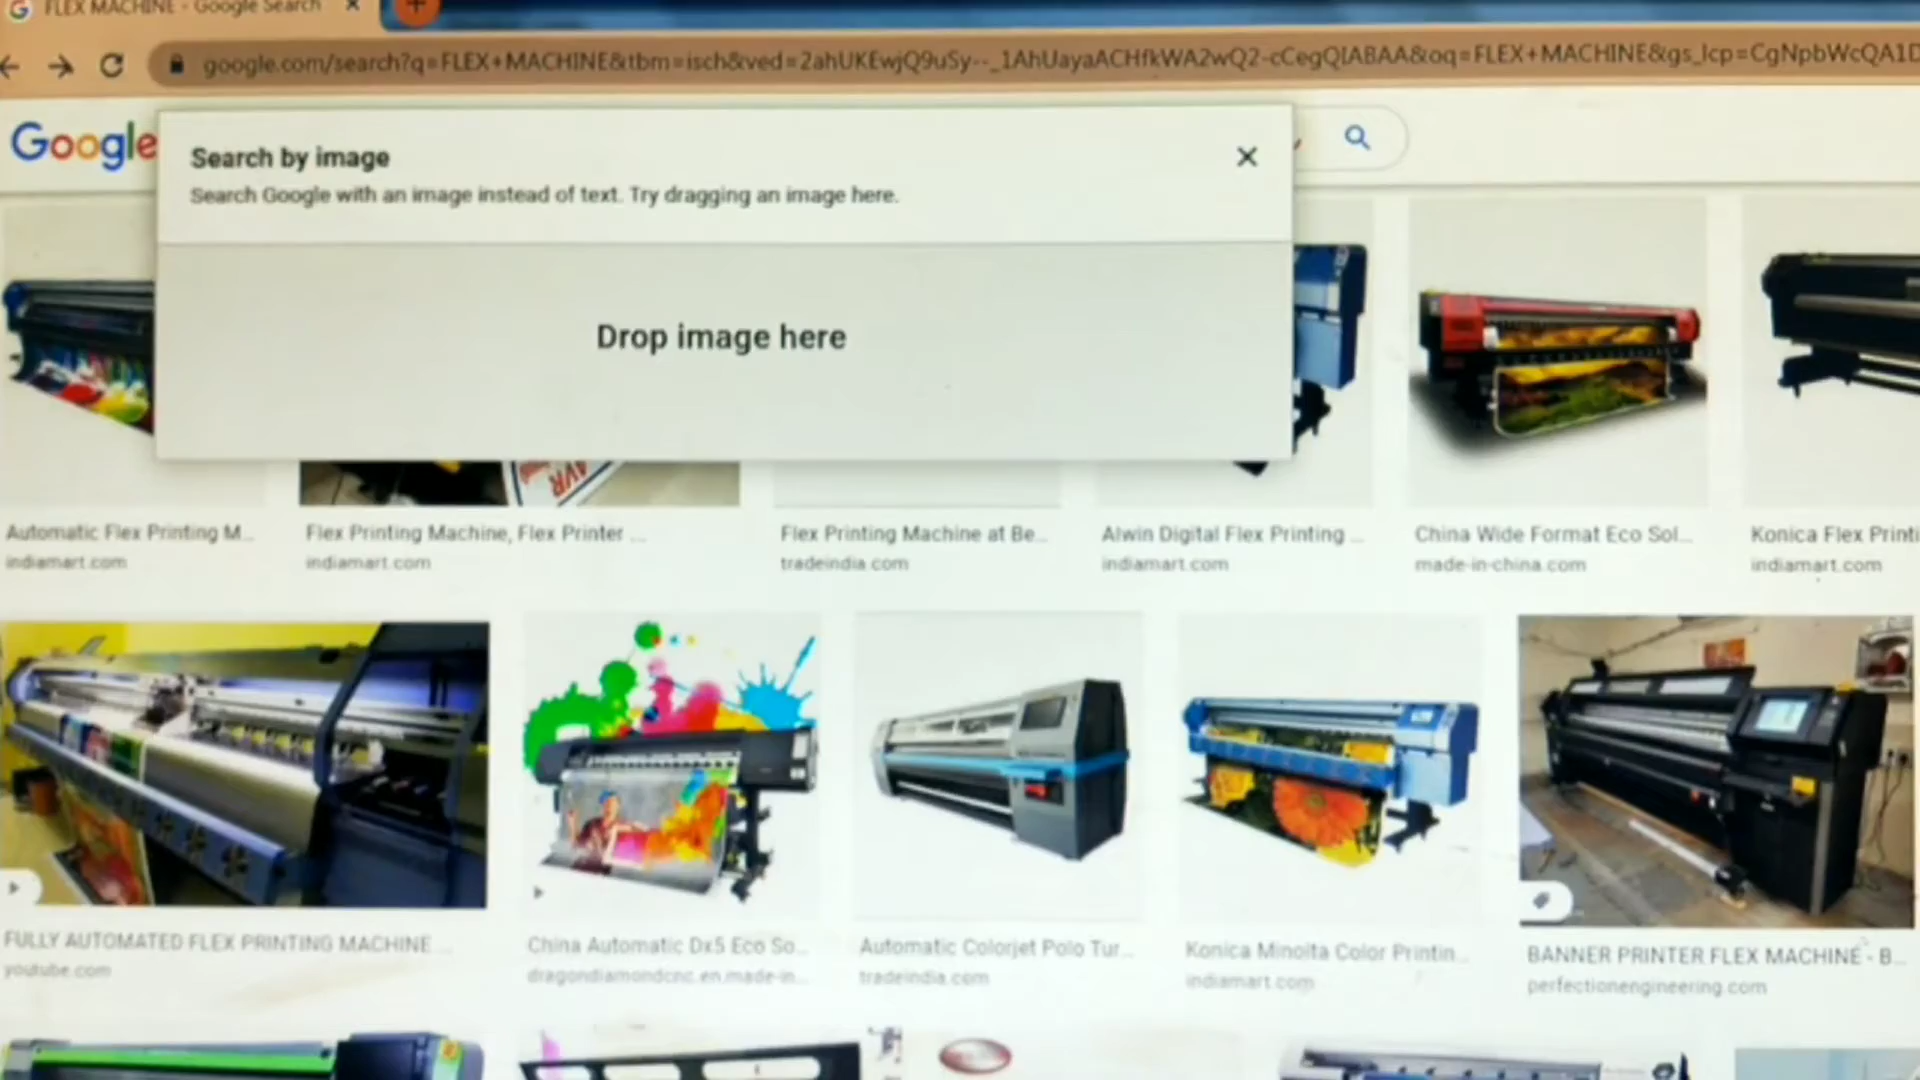 FLEX MACHINE - Google Search
google.com/search?q=FLEX+MACHINE&tbm=isch&ved=2ahUKEwjQ9uSy--_1AhUayaACHfkWA2wQ2-cCegQIABAA&oq=FLEX+MACHINE&gs_lcp=CgNpbWcQA1D
Google
Search by image
Search Google with an image instead of text. Try dragging an image here.
Drop image here
AVR
Automatic Flex Printing M... Flex Printing Machine, Flex Printer ... Flex Printing Machine at Be... Alwin Digital Flex Printing ... China Wide Format Eco Sol... Konica Flex Printi
indiamart.com indiamart.com tradeindia.com indiamart.com made-in-china.com indiamart.com
FULLY AUTOMATED FLEX PRINTING MACHINE ... China Automatic Dx5 Eco So... Automatic Colorjet Polo Tur... Konica Minolta Color Printin... BANNER PRINTER FLEX MACHINE - B...
youtube.com dragondiamondcnc.en.made-in... tradeindia.com indiamart.com perfectionengineering.com